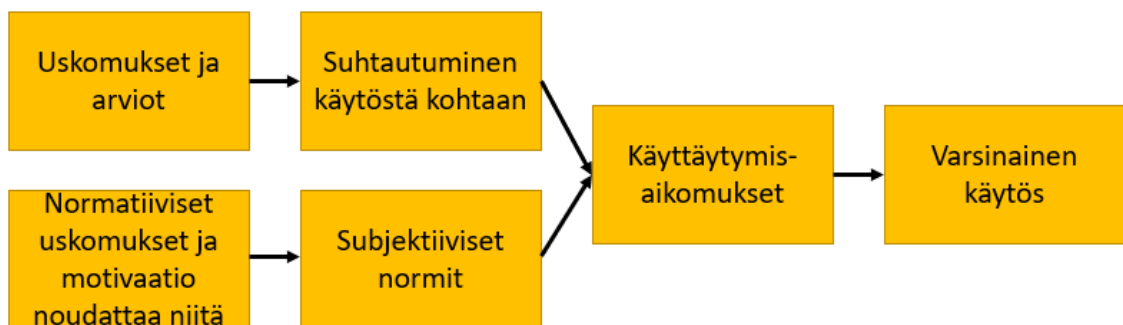 Uskomukset ja
arviot
Suhtautuminen
käytöstä kohtaan
Normatiiviset
uskomukset ja
motivaatio
noudattaa niitä
Subjektiiviset
normit
Käyttäytymis-
aikomukset
Varsinainen
käytös